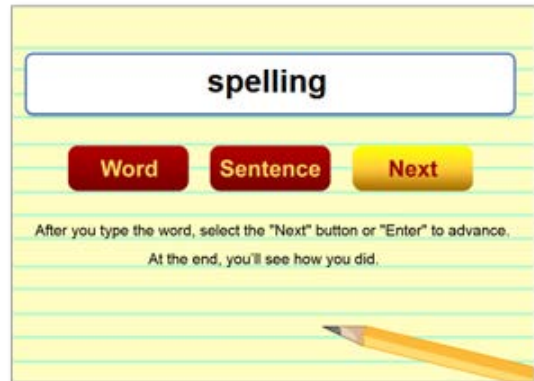 spelling
Word Sentence Next
After you type the word, select the "Next" button or "Enter" to advance.
At the end, you'll see how you did.